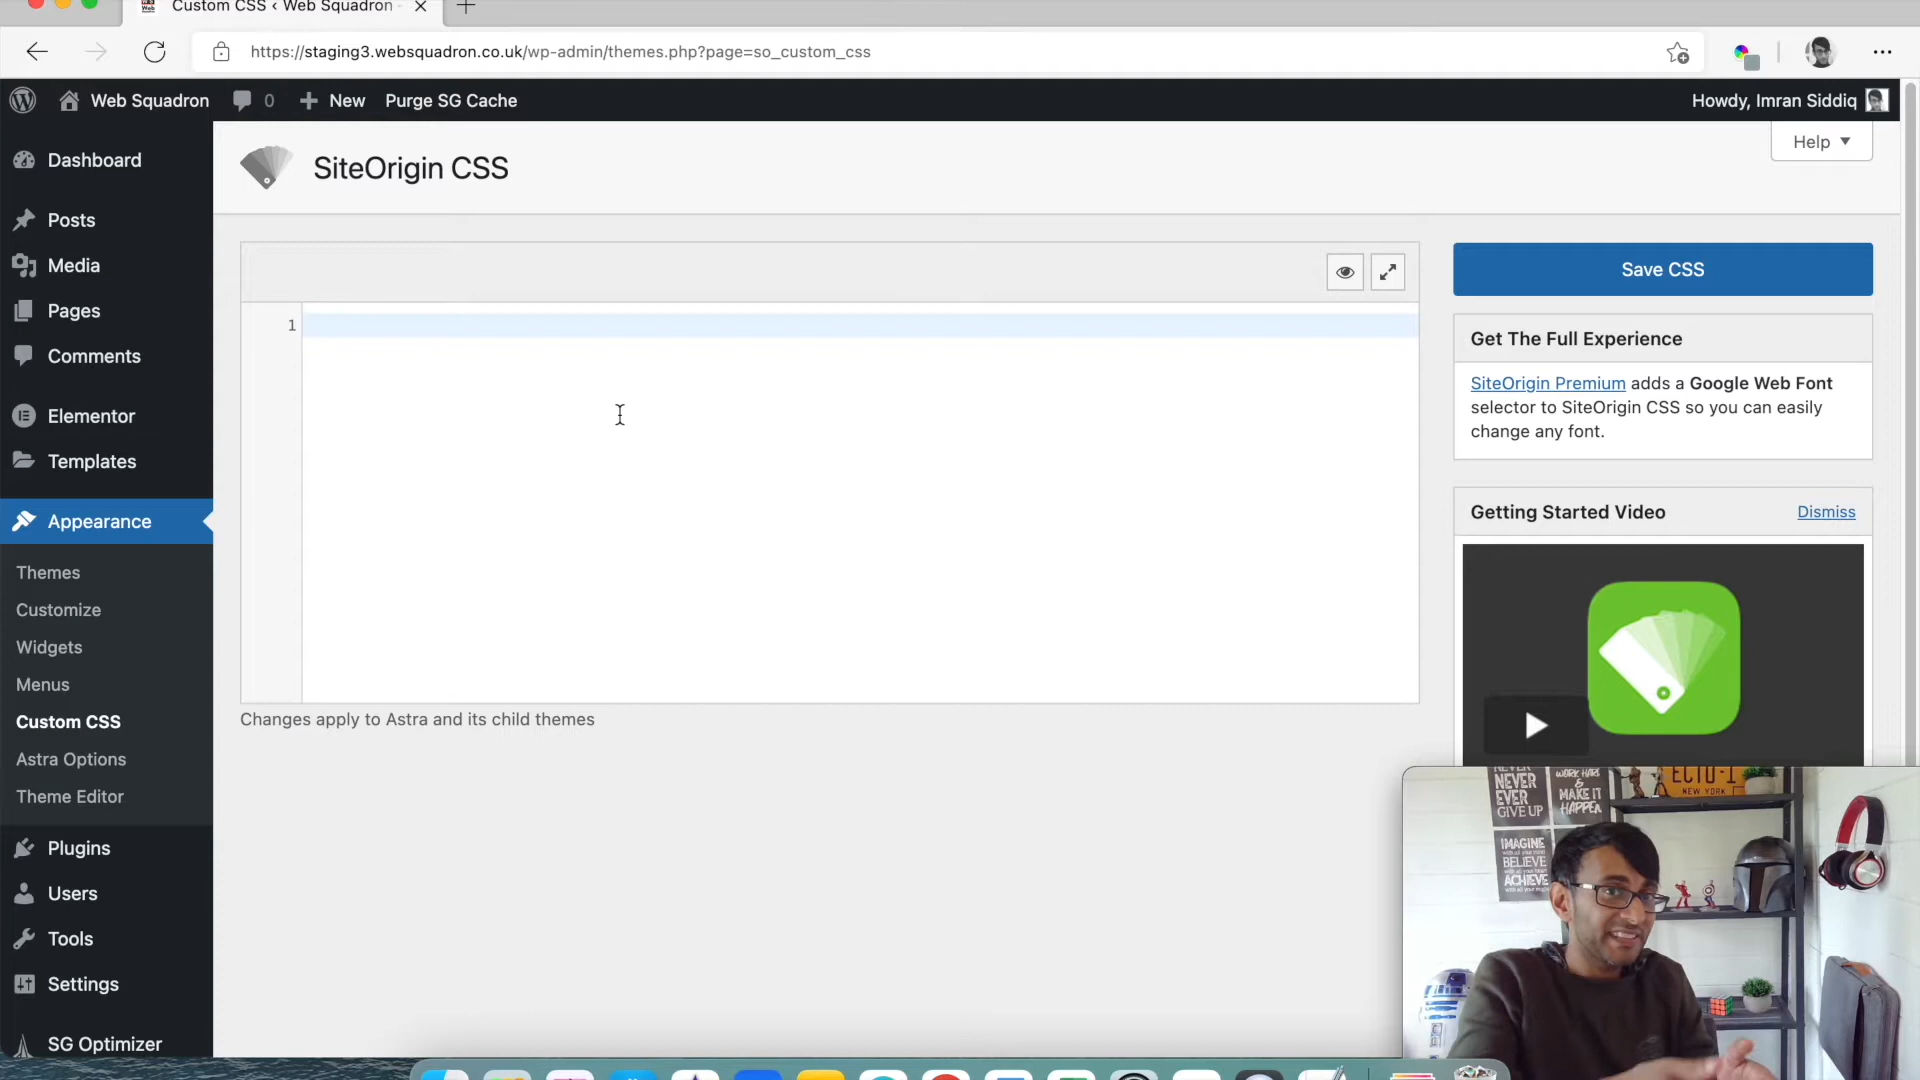 Custom CSS < Web Squadron -
https://staging3.websquadron.co.uk/wp-admin/themes.php?page=so_custom_css
Web Squadron
0
New
Purge SG Cache
Howdy, Imran Siddiq
Help
SiteOrigin CSS
Dashboard
Posts
Media
Pages
Comments
Elementor
Templates
Appearance
Themes
Customize
Widgets
Menus
Custom CSS
Astra Options
Theme Editor
Plugins
Users
Tools
Settings
SG Optimizer
1
Changes apply to Astra and its child themes
Save CSS
Get The Full Experience
SiteOrigin Premium adds a Google Web Font
selector to SiteOrigin CSS so you can easily
change any font.
Getting Started Video
Dismiss
NEVER
NEVER
EVER
GIVE UP
WORK HARD
&
MAKE IT
HAPPEN
ECTO-1
NEW YORK
IMAGINE
BELIEVE
ACHIEVE